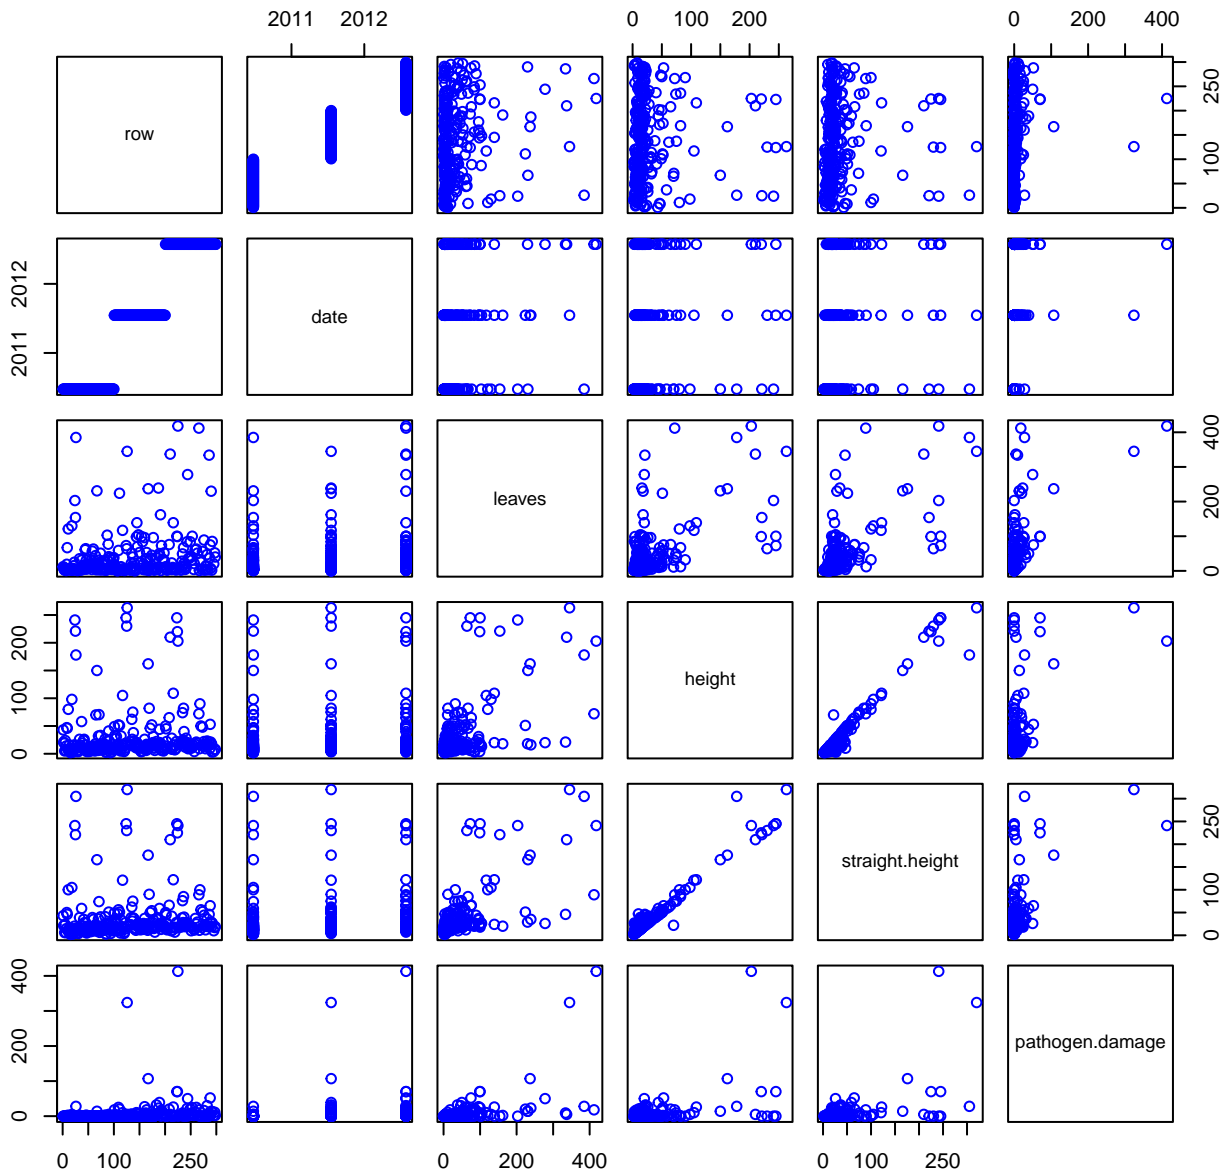 2011 2012 0 100 200 0 200 400
row 0 100 250
2011 2012 date
leaves 0 200 400
0 100 200 height
straight.height 0 100 250
0 200 400 pathogen.damage
0 100 250 0 200 400 0 100 250